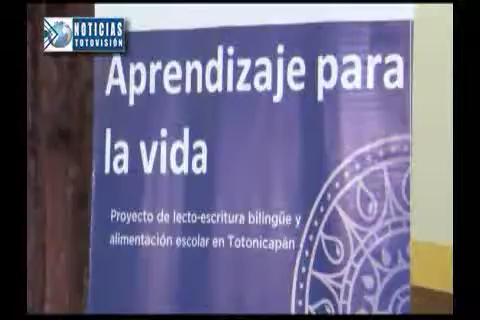 NOTICIAS
TOTOVISIÓN
Aprendizaje para
la vida
Proyecto de lecto-escritura bilingüe y
alimentación escolar en Totonicapán